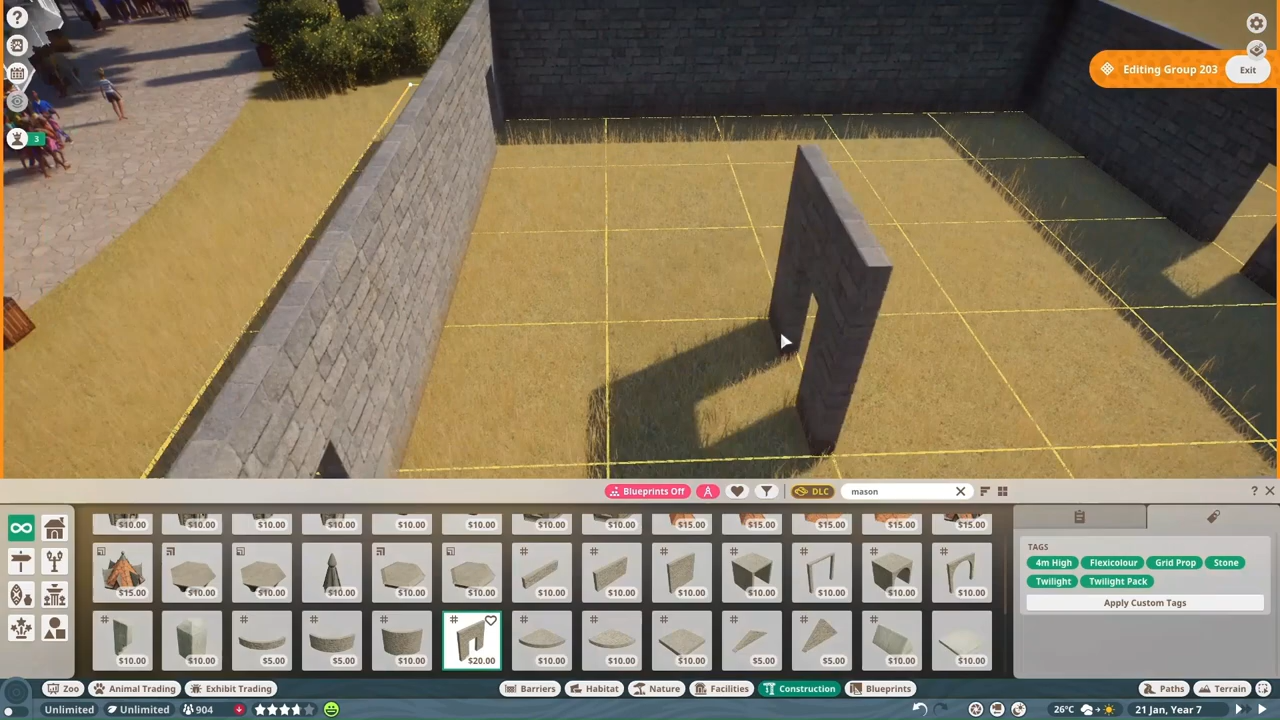 ?
Editing Group 203
Exit
3
Blueprints Off
DLC
mason
?
$10.00 $10.00 $10.00 $10.00 $10.00 $10.00 $10.00 $10.00 $15.00 $15.00 $15.00 $15.00 $15.00
$15.00 $10.00 $10.00 $10.00 $10.00 $10.00 $10.00 $10.00 $10.00 $10.00 $10.00 $10.00 $10.00
$10.00 $10.00 $5.00 $5.00 $10.00 $20.00 $10.00 $10.00 $10.00 $5.00 $5.00 $10.00 $10.00
TAGS
4m High Flexicolour Grid Prop Stone
Twilight Twilight Pack
Apply Custom Tags
Zoo Animal Trading Exhibit Trading Barriers Habitat Nature Facilities Construction Blueprints Paths Terrain
Unlimited Unlimited 904 26°C 21 Jan, Year 7